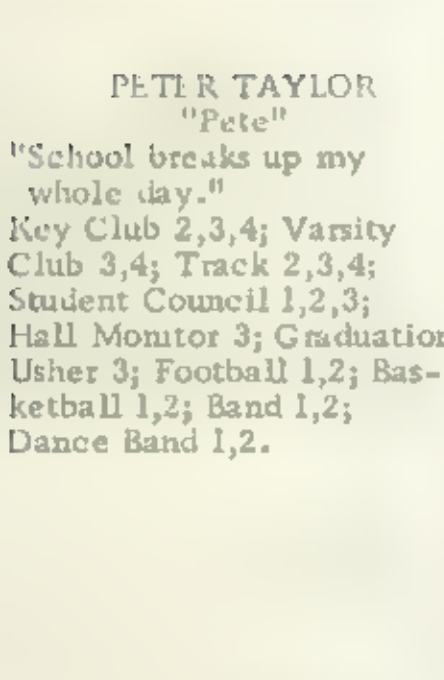 PETER TAYLOR
"Pete"
"School breaks up my
whole day."
Key Club 2,3,4; Varsity
Club 3,4; Track 2,3,4;
Student Council 1,2,3;
Hall Monitor 3; Graduation
Usher 3; Football 1,2; Bas-
ketball 1,2; Band 1,2;
Dance Band 1,2.